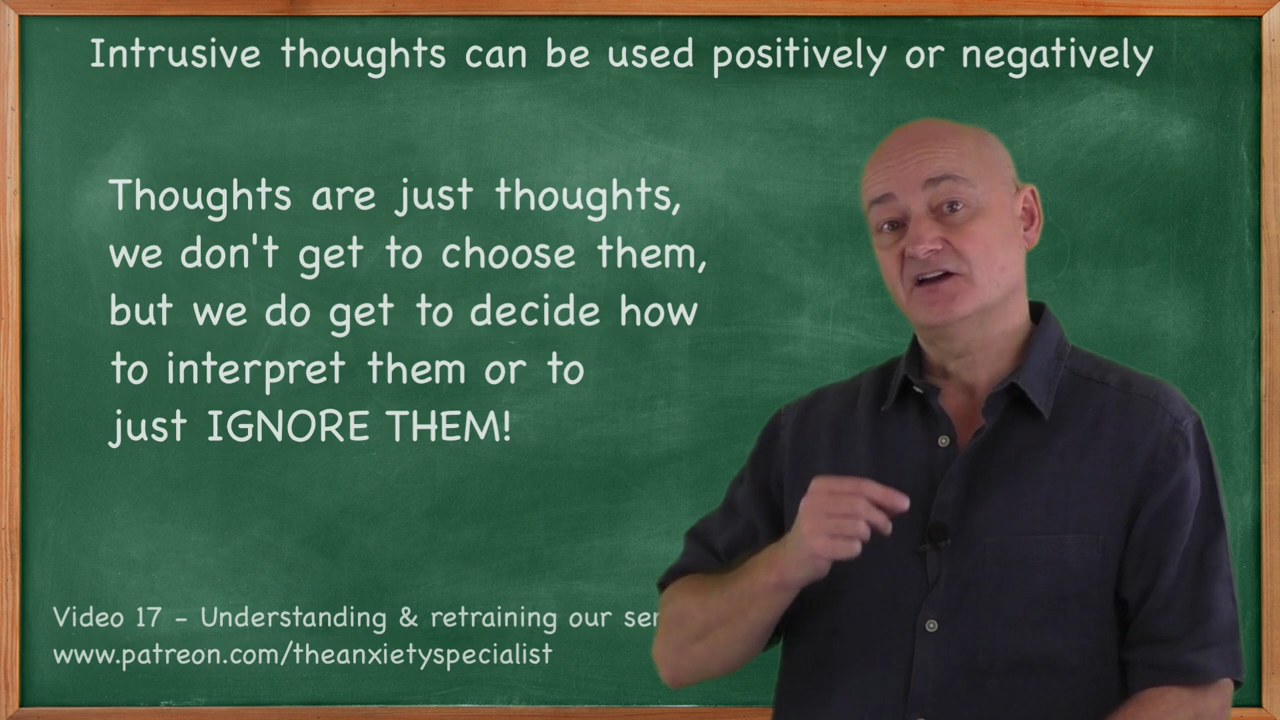 Intrusive thoughts can be used positively or negatively
Thoughts are just thoughts,
we don't get to choose them,
but we do get to decide how
to interpret them or to
just IGNORE THEM!
Video 17 - Understanding & retraining our
www.patreon.com/theanxietyspecialist